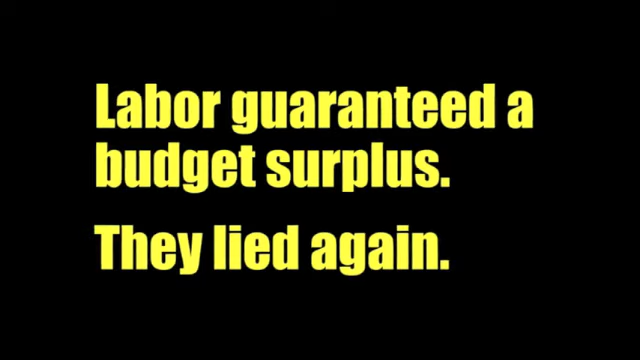 Labor guaranteed a
budget surplus.
They lied again.